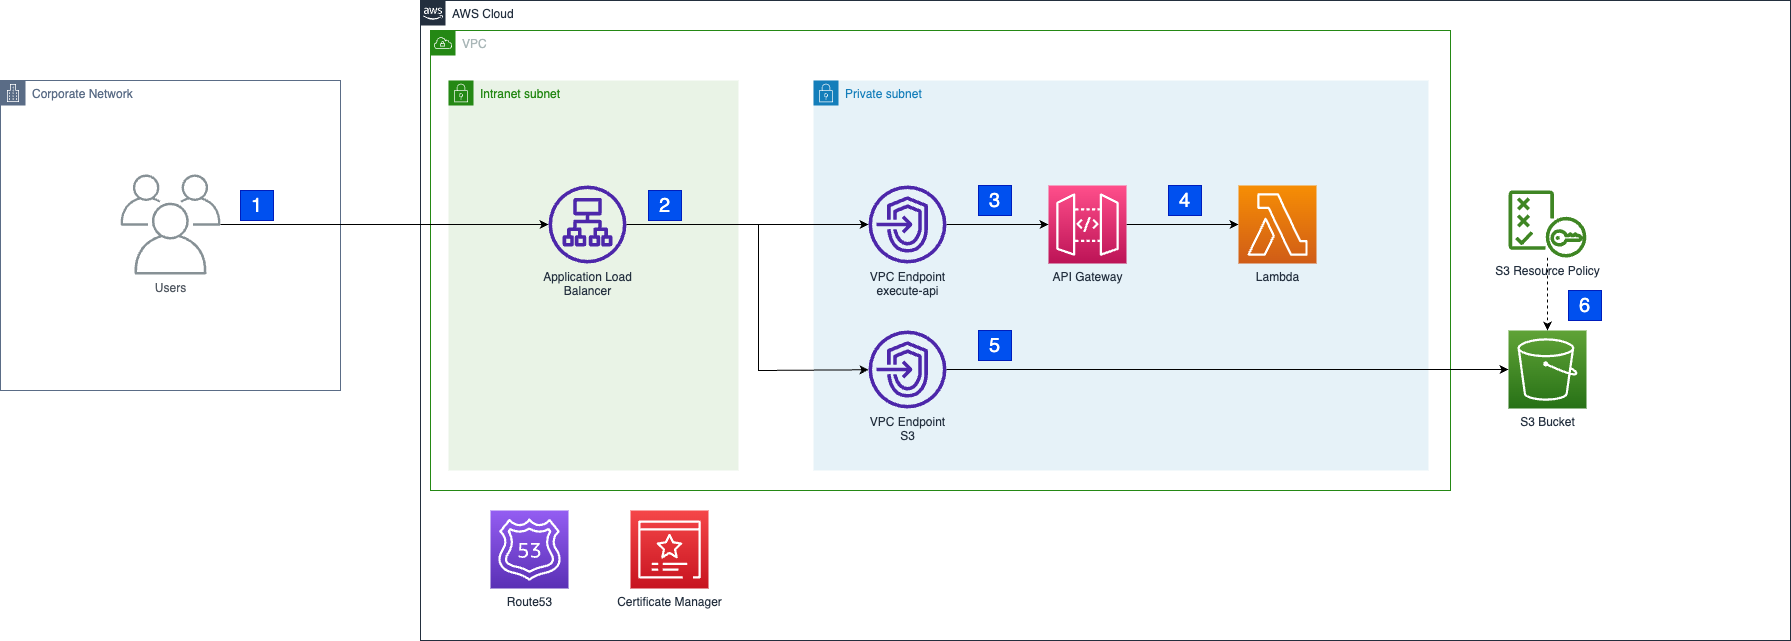 aws
AWS Cloud
VPC
Corporate Network
Intranet subnet
Private subnet
1
2
3
4
Users
Application Load
Balancer
VPC Endpoint
execute-api
</>
API Gateway
Lambda
S3 Resource Policy
6
5
VPC Endpoint
S3
S3 Bucket
53
Route53
Certificate Manager